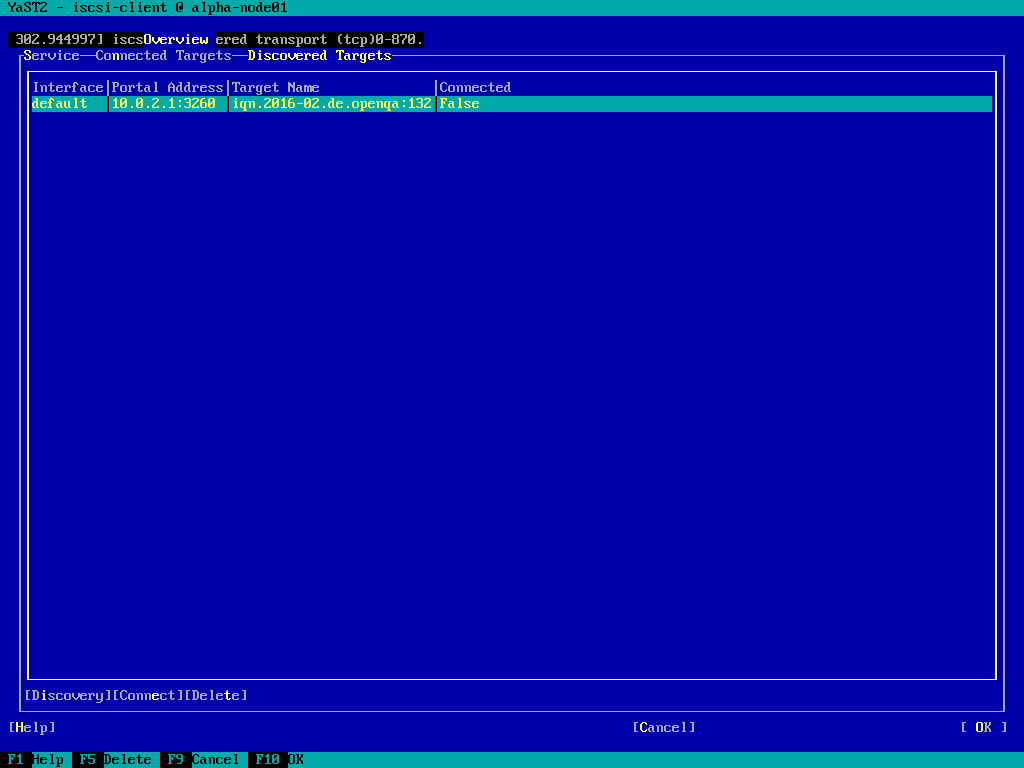 YaST2 - iscsi-client @ alpha-node01
302.944997] iscsOverview ered transport (tcp)0-870.
Service Connected Targets Discovered Targets
Interface|Portal Address|Target Name |Connected
default |10.0.2.1:3260 |iqn.2016-02.de.openqa:132|False
[Discovery][Connect][Delete]
[Help] [Cancel] [ OK ]
F1 Help F5 Delete F9 Cancel F10 OK